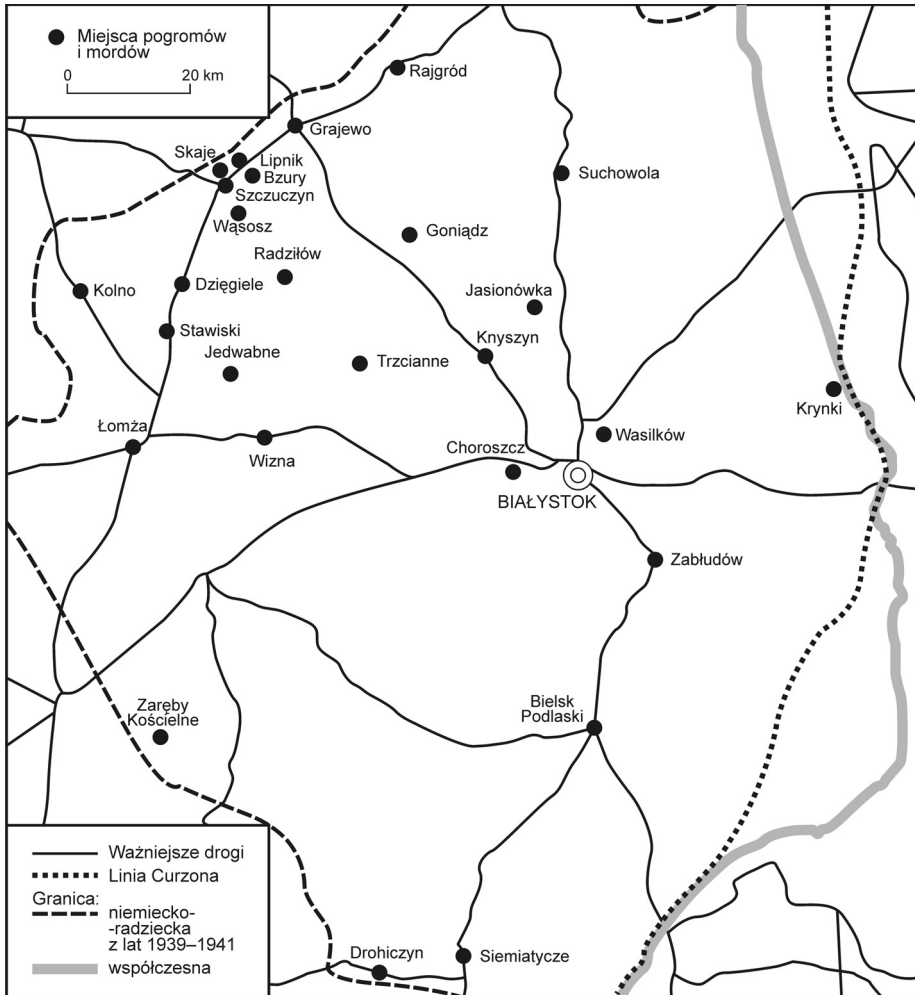 Miejsca pogromów
i mordów
0
20 km
Rajgród
Grajewo
Skaje
Lipnik
Bzury
Szczuczyn
Suchowola
Wąsosz
Goniądz
Radziłów
Kolno
Dzięgiele
Jasionówka
Stawiski
Knyszyn
Jedwabne
Trzcianne
Krynki
Łomża
Wasilków
Choroszcz
Wizna
BIAŁYSTOK
Zabłudów
Zaręby
Kościelne
Bielsk
Podlaski
Ważniejsze drogi
Linia Curzona
Granica:
niemiecko-
-radziecka
z lat 1939–1941
współczesna
Drohiczyn
Siemiatycze